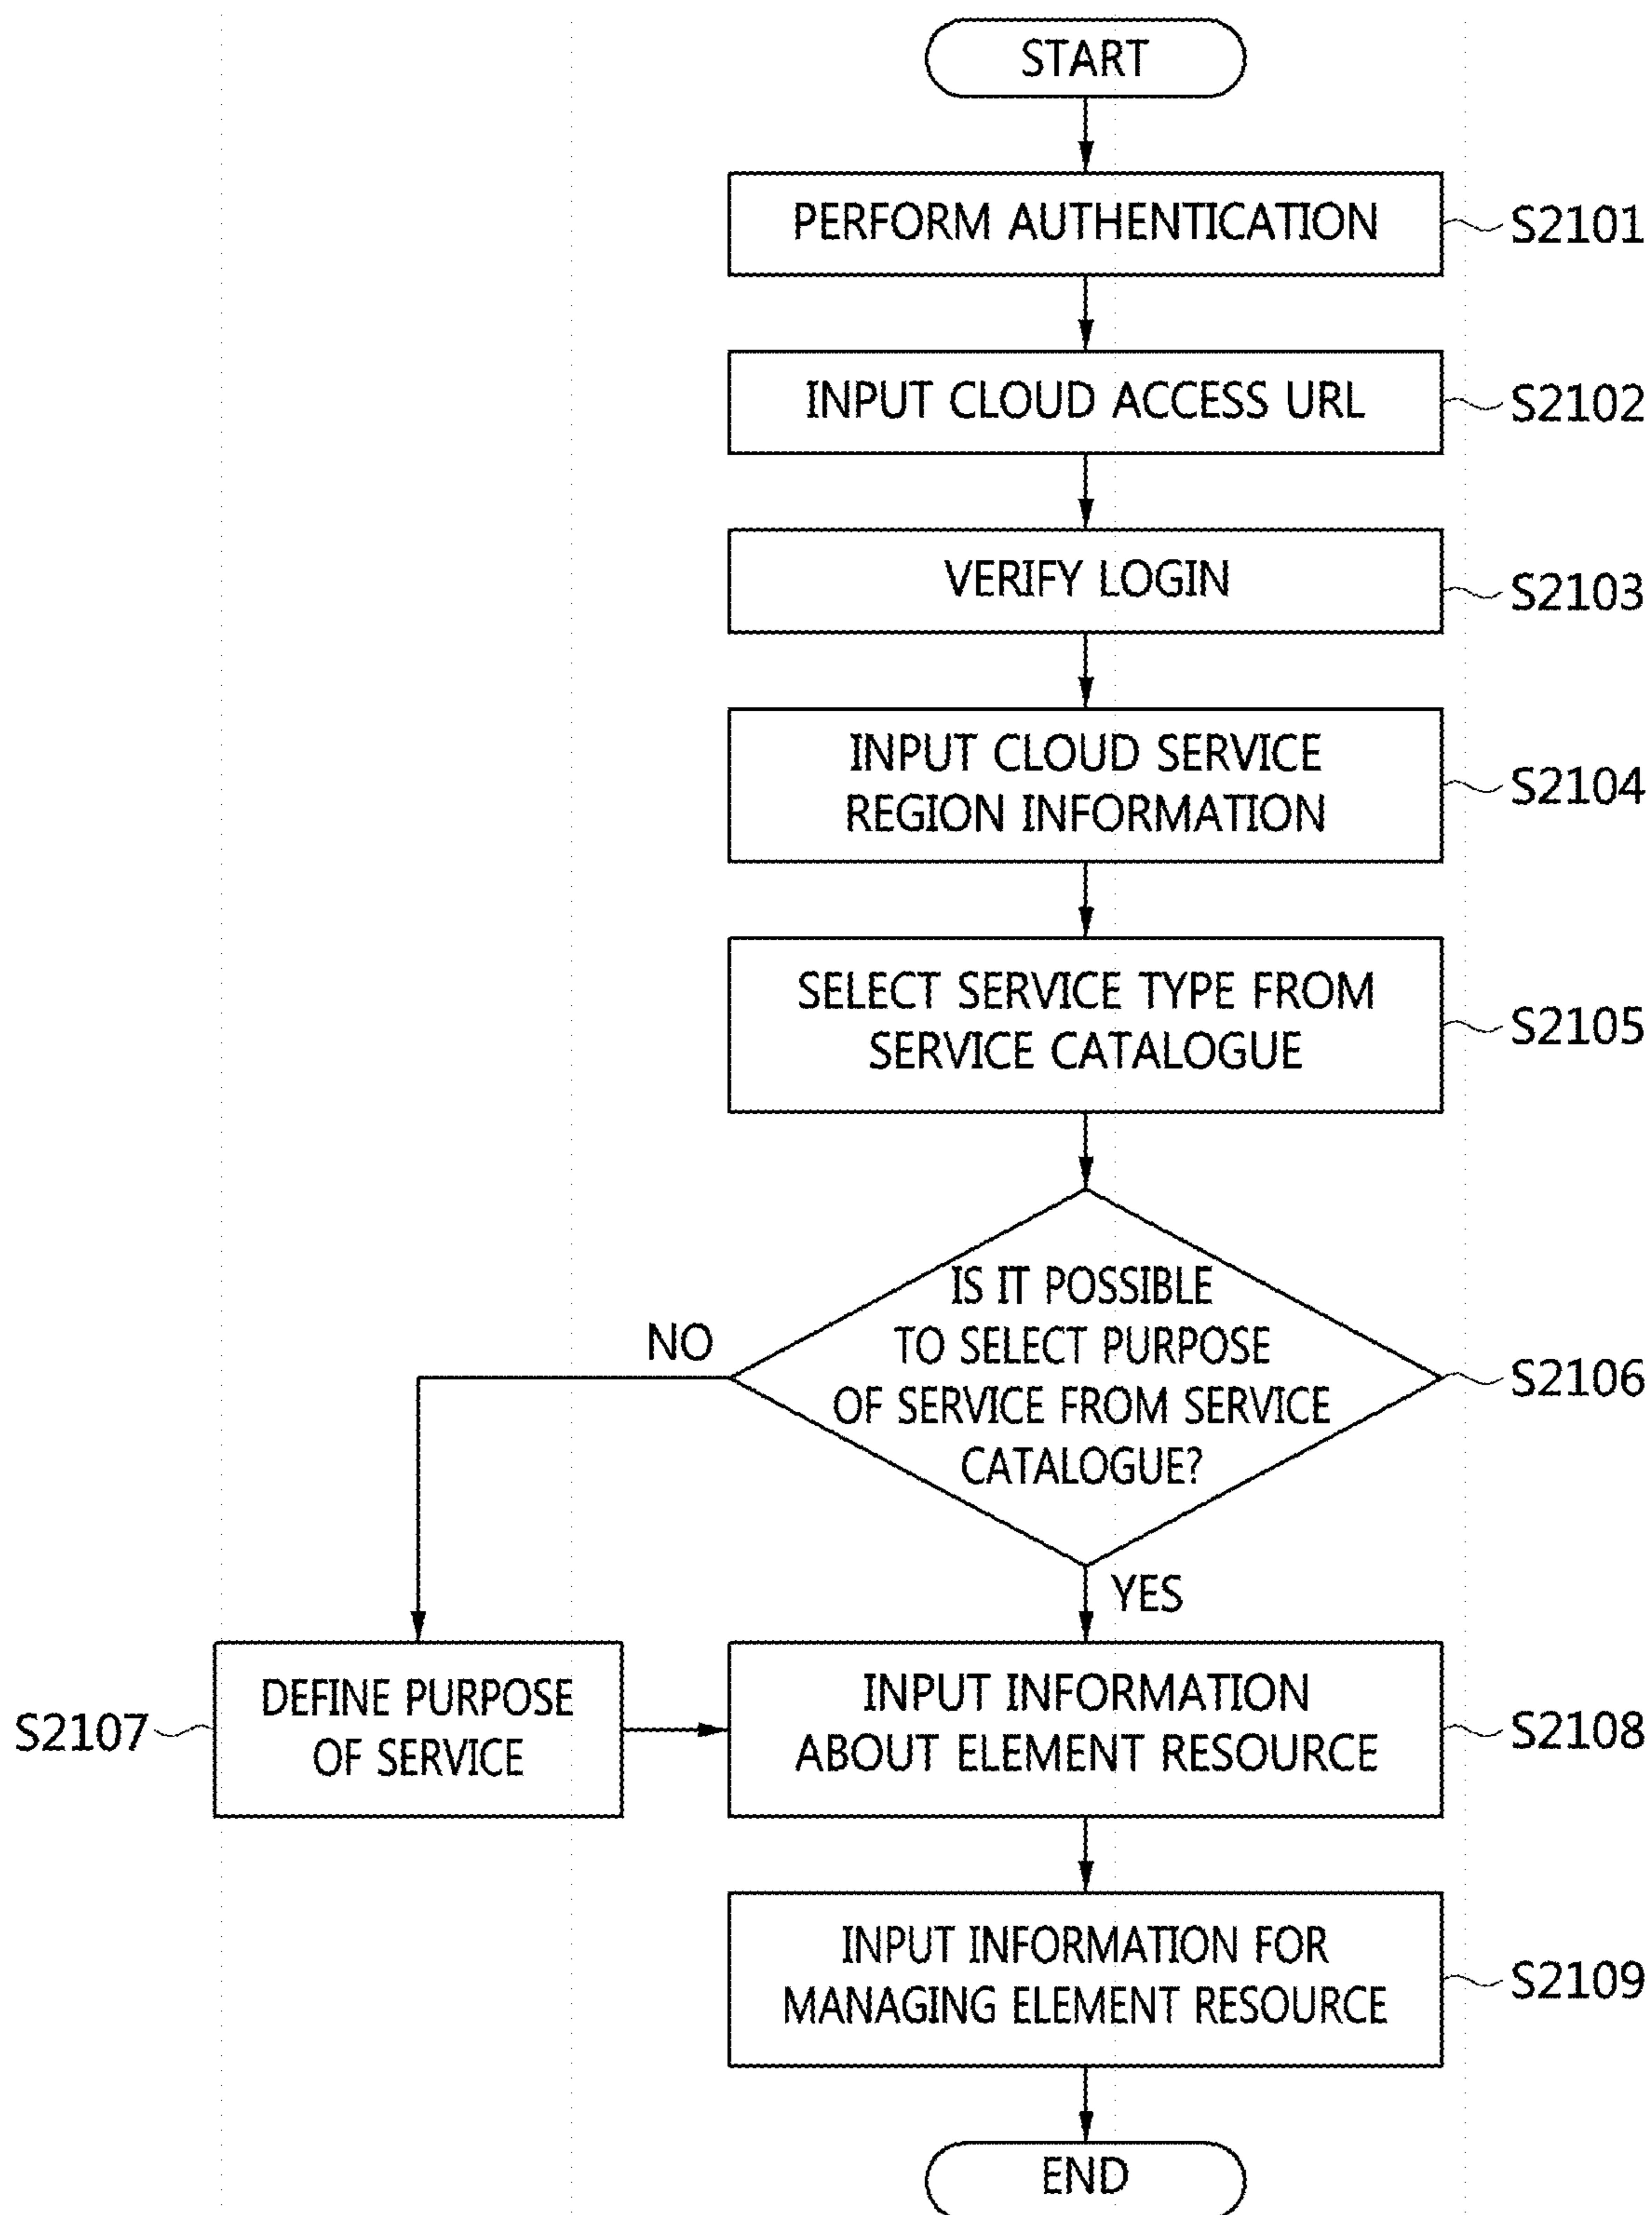 START
PERFORM AUTHENTICATION
S2101
INPUT CLOUD ACCESS URL
S2102
VERIFY LOGIN
S2103
INPUT CLOUD SERVICE
REGION INFORMATION
S2104
SELECT SERVICE TYPE FROM
SERVICE CATALOGUE
S2105
IS IT POSSIBLE
TO SELECT PURPOSE
OF SERVICE FROM SERVICE
CATALOGUE?
S2106
NO
YES
S2107
DEFINE PURPOSE
OF SERVICE
INPUT INFORMATION
ABOUT ELEMENT RESOURCE
S2108
INPUT INFORMATION FOR
MANAGING ELEMENT RESOURCE
S2109
END